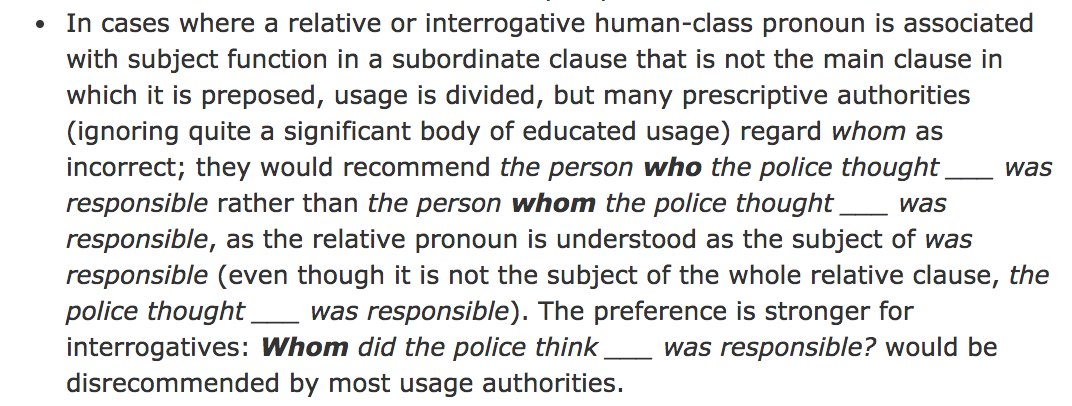 • In cases where a relative or interrogative human-class pronoun is associated
with subject function in a subordinate clause that is not the main clause in
which it is preposed, usage is divided, but many prescriptive authorities
(ignoring quite a significant body of educated usage) regard whom as
incorrect; they would recommend the person who the police thought ___ was
responsible rather than the person whom the police thought ___ was
responsible, as the relative pronoun is understood as the subject of was
responsible (even though it is not the subject of the whole relative clause, the
police thought ___ was responsible). The preference is stronger for
interrogatives: Whom did the police think ___ was responsible? would be
disrecommended by most usage authorities.